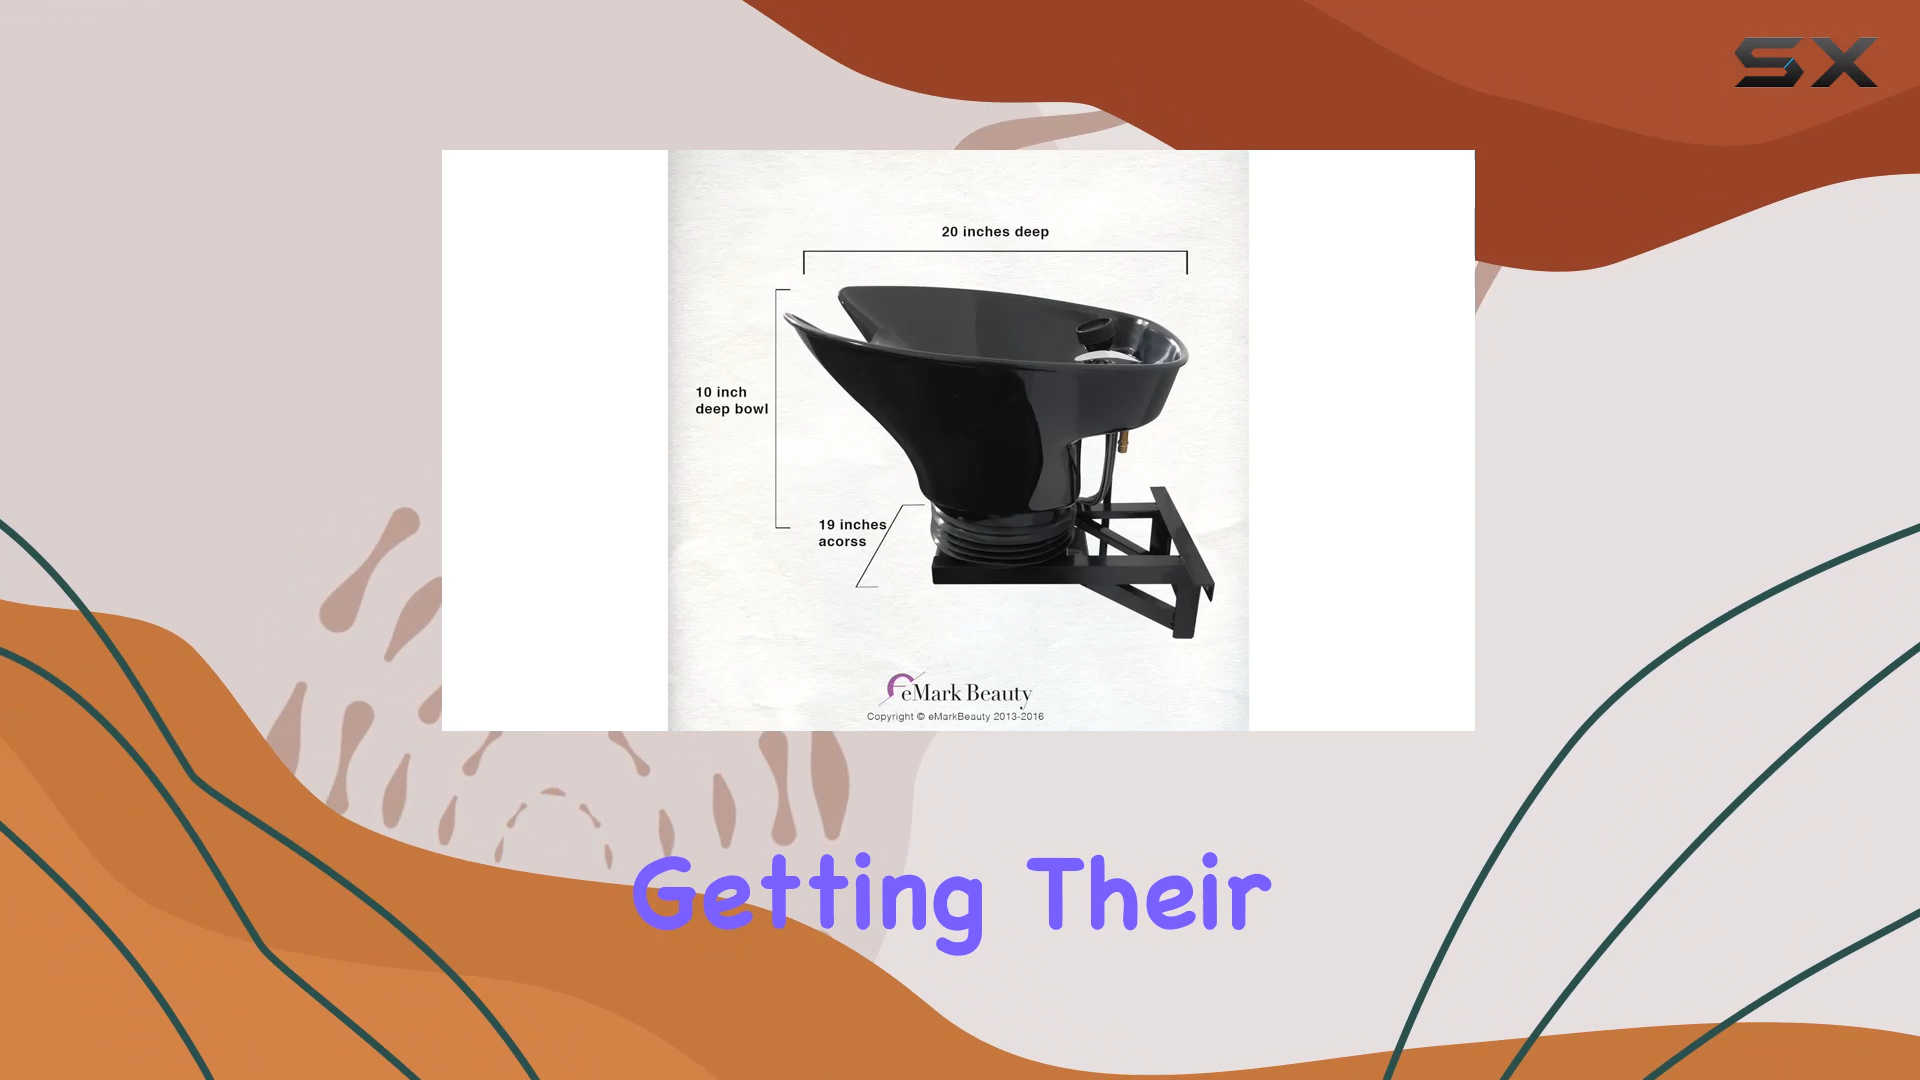 SX
20 inches deep
10 inch
deep bowl
19 inches
acorss
eMark Beauty
Copyright © eMarkBeauty 2013-2016
Getting Their